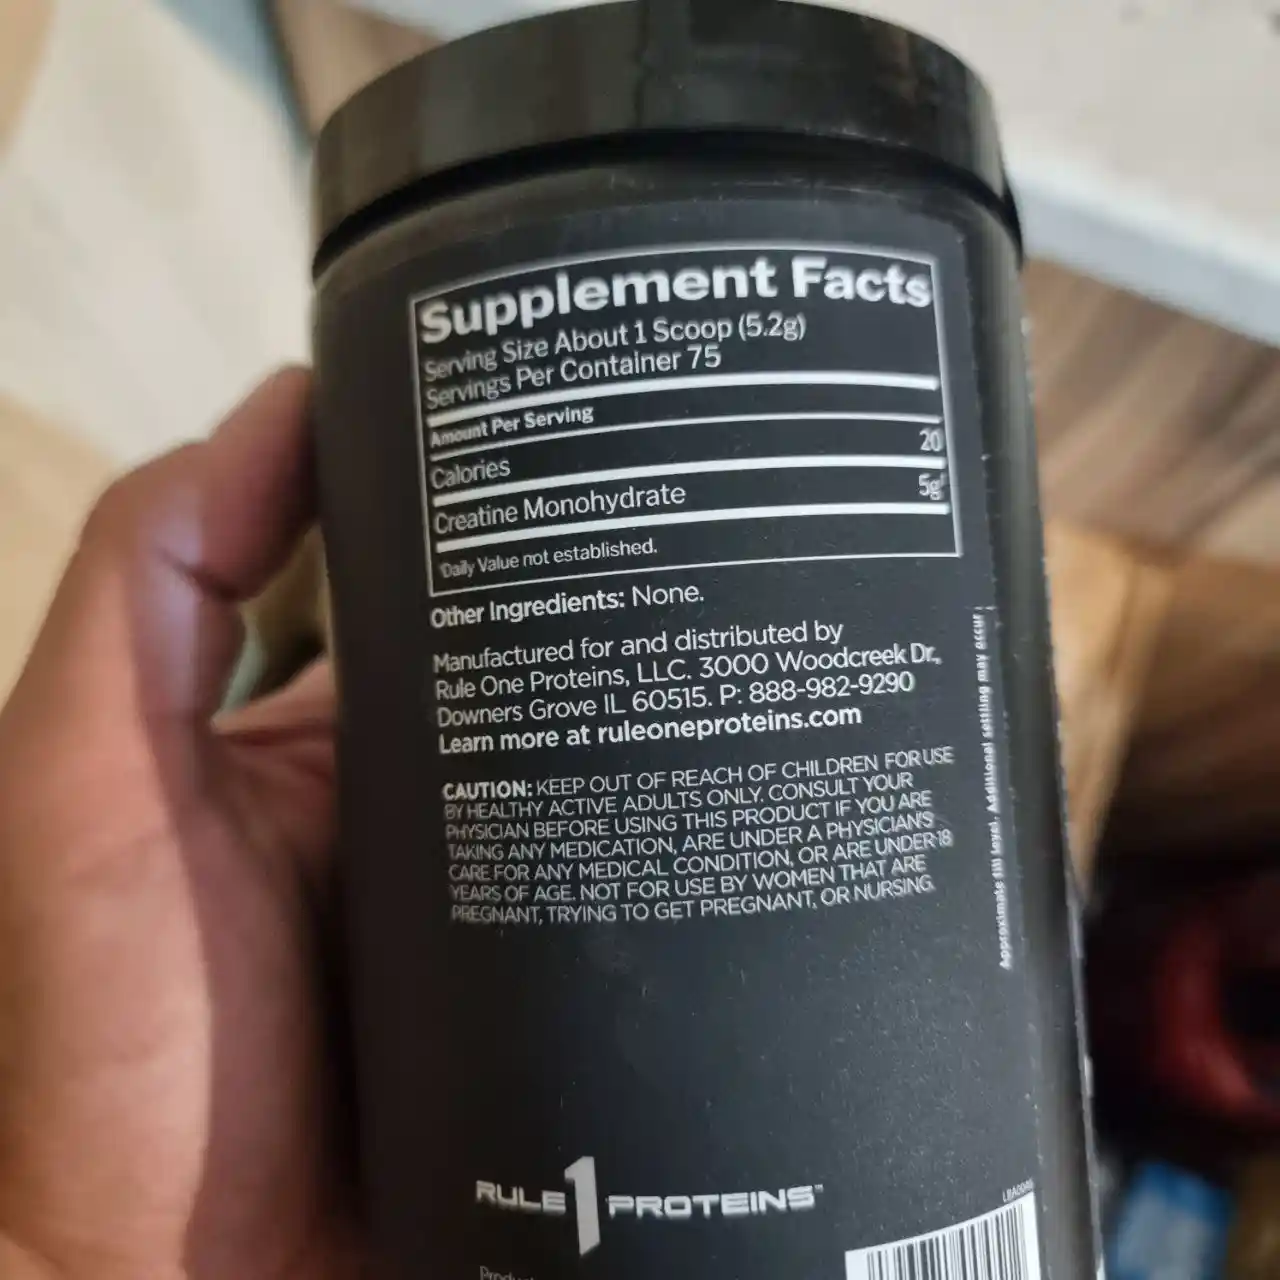 Supplement Facts
Serving Size About 1 Scoop (5.2g)
Servings Per Container 75
Amount Per Serving
Calories 20
Creatine Monohydrate 5g†
†Daily Value not established.
Other Ingredients: None.
Manufactured for and distributed by
Rule One Proteins, LLC. 3000 Woodcreek Dr.,
Downers Grove IL 60515. P: 888-982-9290
Learn more at ruleoneproteins.com
CAUTION: KEEP OUT OF REACH OF CHILDREN FOR USE
BY HEALTHY ACTIVE ADULTS ONLY. CONSULT YOUR
PHYSICIAN BEFORE USING THIS PRODUCT IF YOU ARE
TAKING ANY MEDICATION, ARE UNDER A PHYSICIAN'S
CARE FOR ANY MEDICAL CONDITION, OR ARE UNDER 18
YEARS OF AGE. NOT FOR USE BY WOMEN THAT ARE
PREGNANT, TRYING TO GET PREGNANT, OR NURSING.
Approximate fill level. Additional settling may occur
RULE 1 PROTEINS™